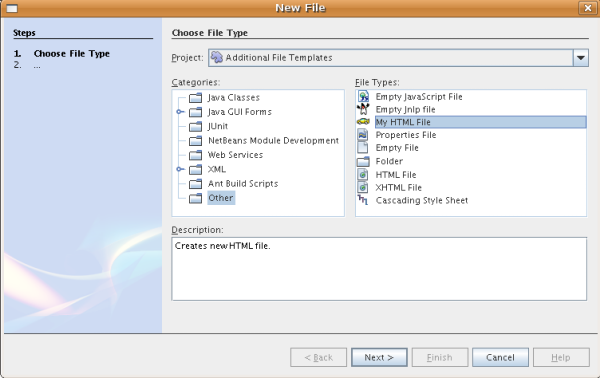 New File
Steps
1. Choose File Type
2. ...
Choose File Type
Project: Additional File Templates
Categories:
Java Classes
Java GUI Forms
JUnit
NetBeans Module Development
Web Services
XML
Ant Build Scripts
Other
File Types:
Empty JavaScript File
Empty Jnlp file
My HTML File
Properties File
Empty File
Folder
HTML File
XHTML File
Cascading Style Sheet
Description:
Creates new HTML file.
< Back
Next >
Finish
Cancel
Help